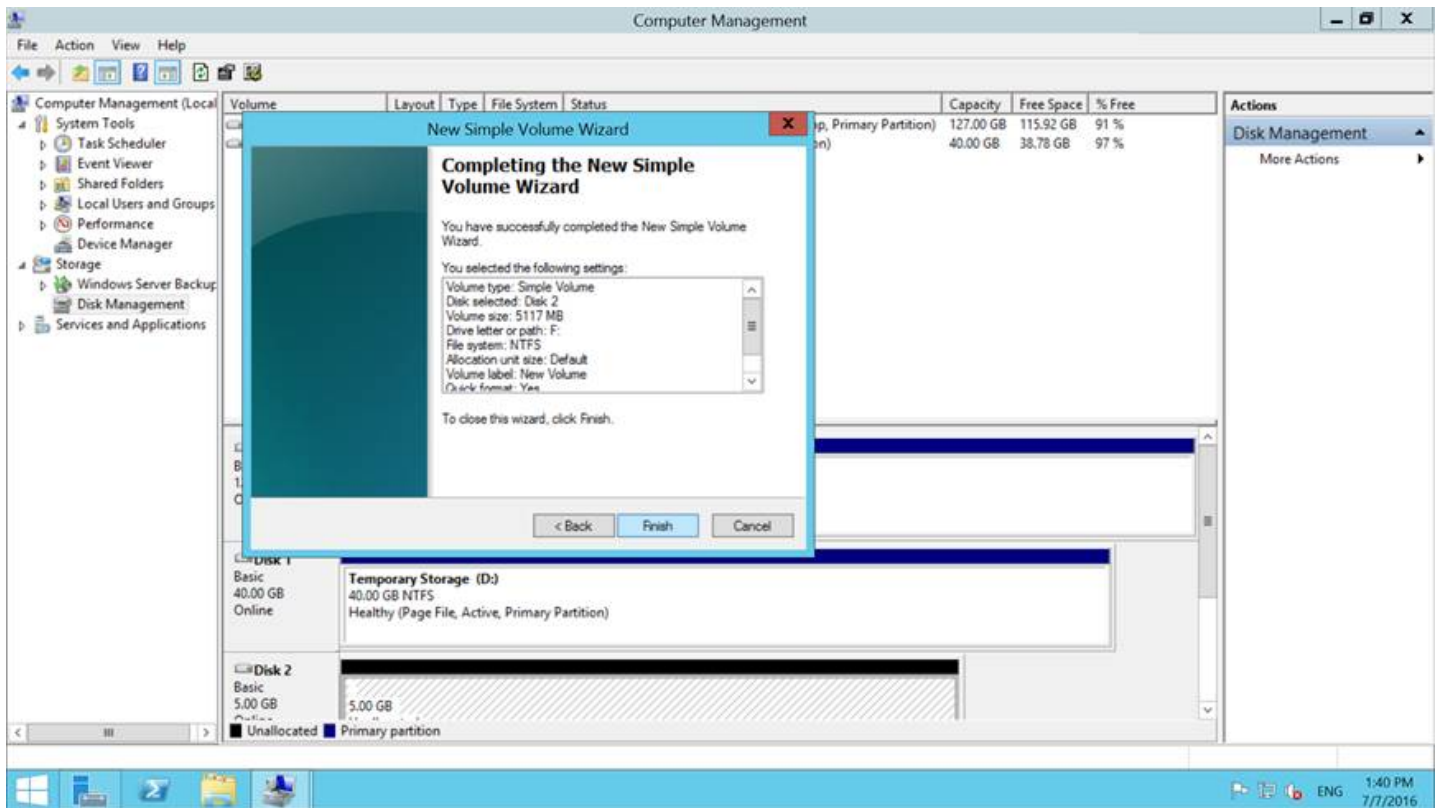 Computer Management
File Action View Help
Computer Management (Local
System Tools
Task Scheduler
Event Viewer
Shared Folders
Local Users and Groups
Performance
Device Manager
Storage
Windows Server Backup
Disk Management
Services and Applications
Volume Layout Type File System Status Capacity Free Space % Free
p, Primary Partition) 127.00 GB 115.92 GB 91 %
on) 40.00 GB 38.78 GB 97 %
New Simple Volume Wizard
Completing the New Simple
Volume Wizard
You have successfully completed the New Simple Volume
Wizard.
You selected the following settings:
Volume type: Simple Volume
Disk selected: Disk 2
Volume size: 5117 MB
Drive letter or path: F:
File system: NTFS
Allocation unit size: Default
Volume label: New Volume
Quick format: Yes
To close this wizard, click Finish.
< Back Finish Cancel
Disk 1
Basic
40.00 GB
Online
Temporary Storage (D:)
40.00 GB NTFS
Healthy (Page File, Active, Primary Partition)
Disk 2
Basic
5.00 GB
Online
5.00 GB
Unallocated Primary partition
Actions
Disk Management
More Actions
ENG
1:40 PM
7/7/2016